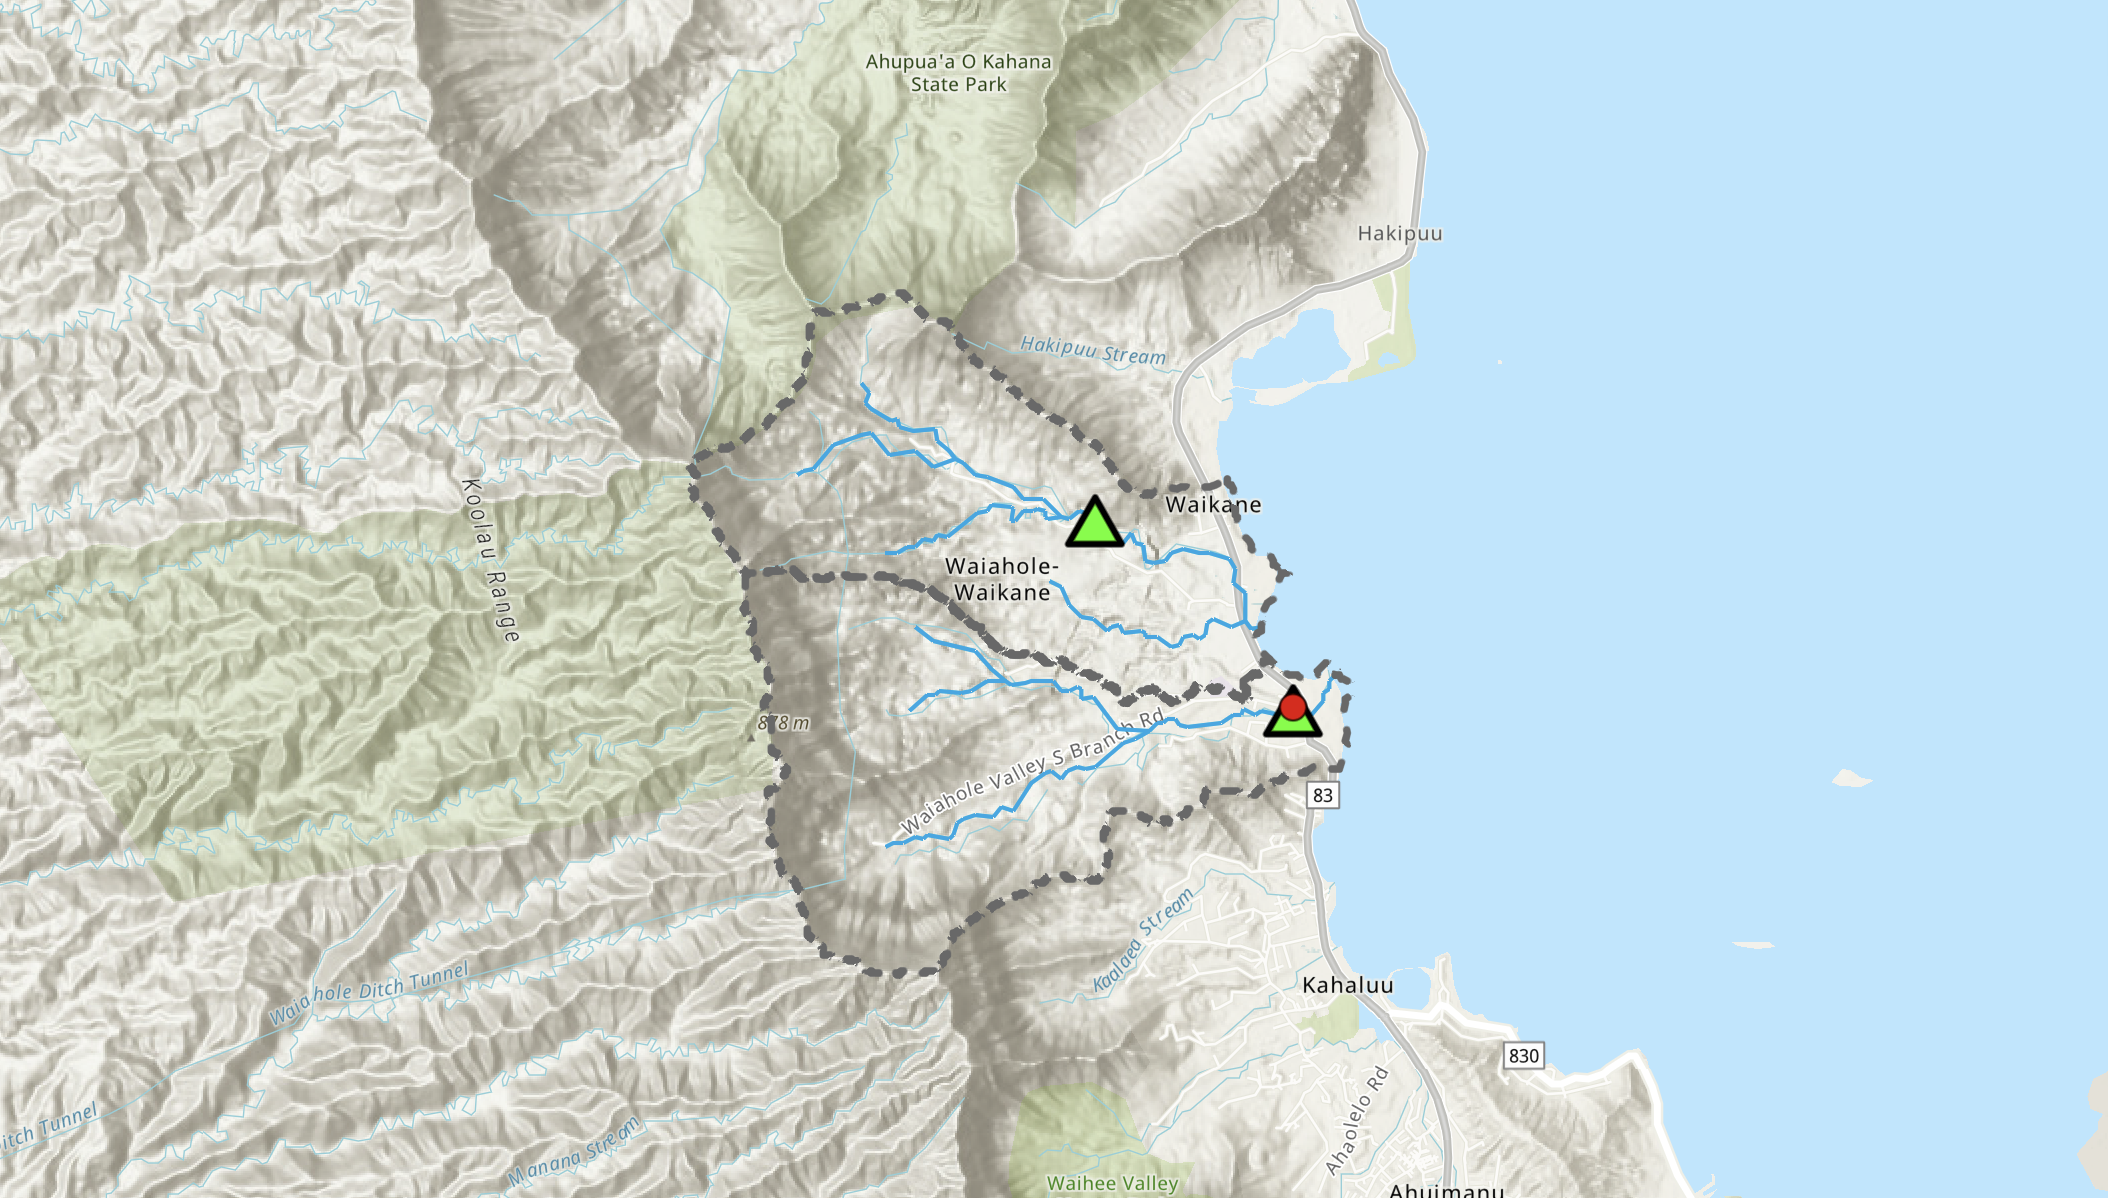 Ahupua'a O Kahana
State Park
Hakipuu
Hakipuu Stream
Koolau Range
Waikane
Waiahole-
Waikane
878 m
Waiahole Valley S Branch Rd
83
Kaalaea Stream
Waiahole Ditch Tunnel
Kahaluu
830
Ahaolelo Rd
itch Tunnel
Manana Stream
Waihee Valley
Ahuimanu